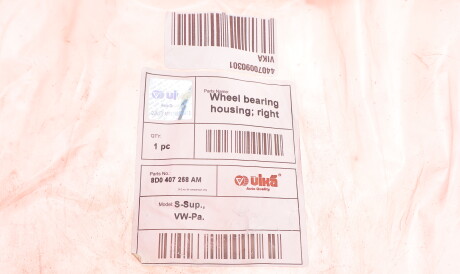 VIKA
44070090301
Parts Name:
Wheel bearing
housing; right
VIKA
QTY:
1 pc
Parts No
8D0 407 258 AM
VIKA
Auto Quality
Model: S-Sup.,
VW-Pa.